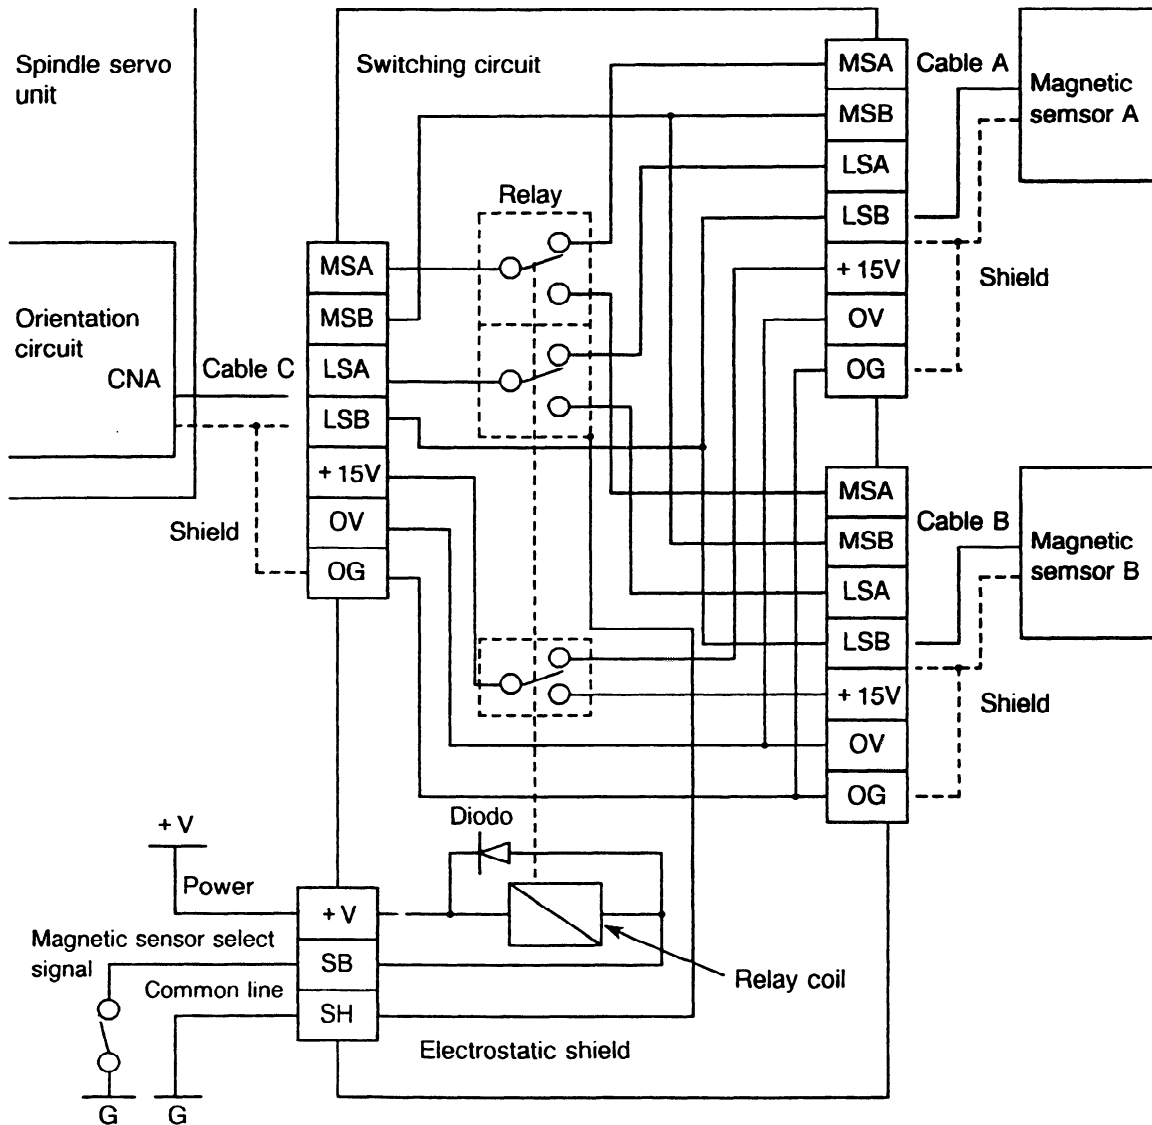 Spindle servo
unit
Switching circuit
Cable A
Magnetic
semsor A
MSA
MSB
LSA
LSB
+ 15V
OV
OG
Shield
Relay
Orientation
circuit
CNA
Cable C
MSA
MSB
LSA
LSB
+ 15V
OV
OG
Shield
MSA
MSB
LSA
LSB
+ 15V
OV
OG
Cable B
Magnetic
semsor B
Shield
Diodo
+ V
Power
+ V
SB
SH
Magnetic sensor select
signal
Common line
Relay coil
Electrostatic shield
G
G